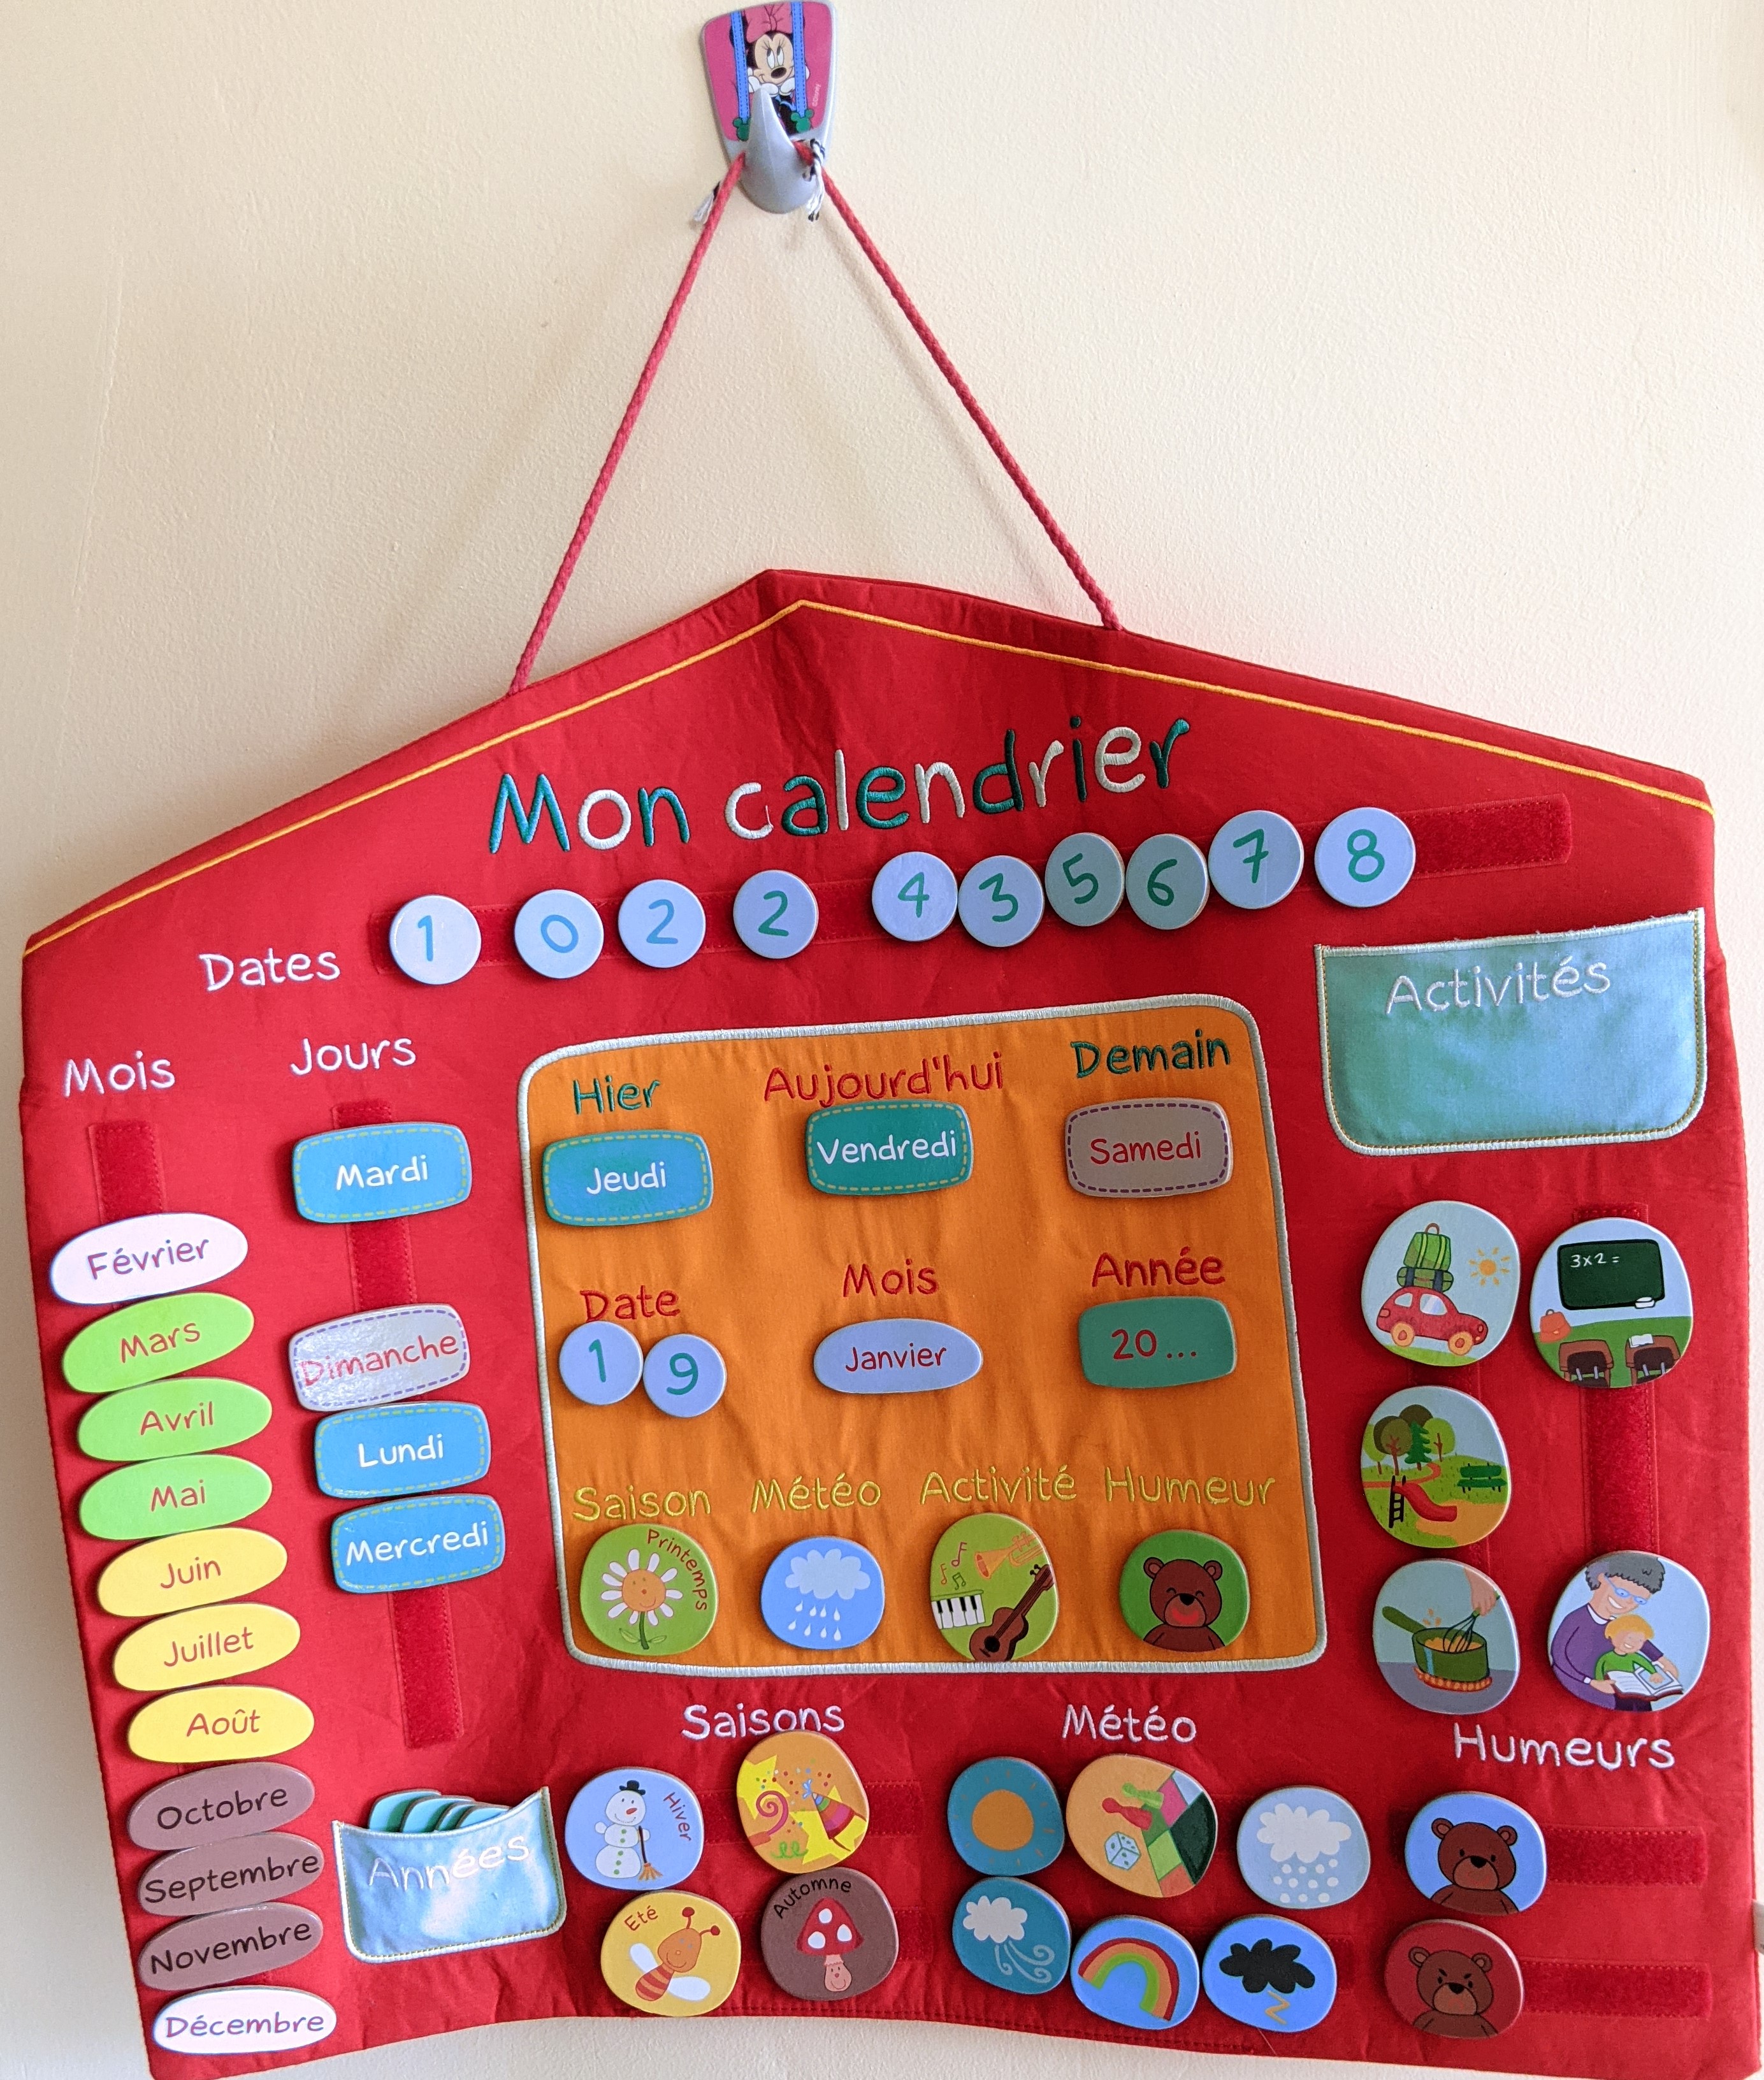 Mon calendrier
Dates 1 0 2 2 4 3 5 6 7 8
Activités
Mois
Février
Mars
Avril
Mai
Juin
Juillet
Août
Octobre
Septembre
Novembre
Décembre
Jours
Mardi
Dimanche
Lundi
Mercredi
Années
Hier Aujourd'hui Demain
Jeudi Vendredi Samedi
Date Mois Année
1 9 Janvier 20...
Saison Météo Activité Humeur
Printemps
3x2=
Saisons
Hiver
Eté
Automne
Météo
Humeurs